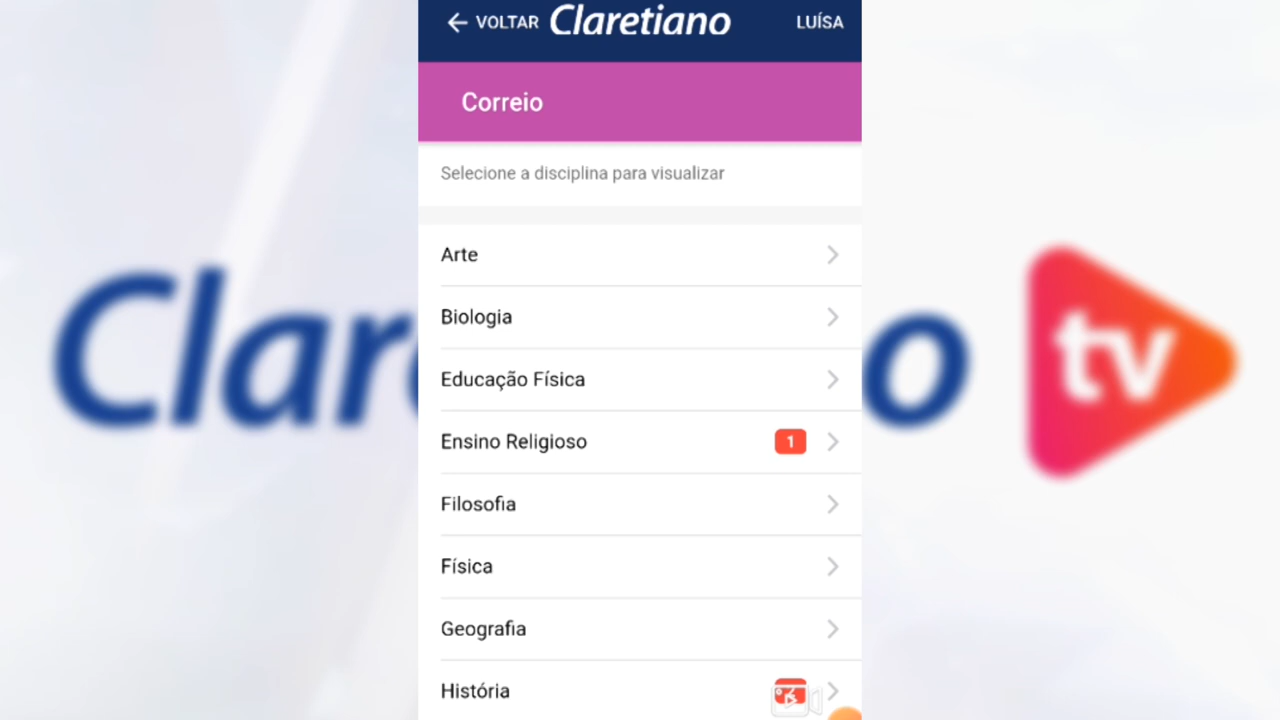 VOLTAR Claretiano LUÍSA
Correio
Selecione a disciplina para visualizar
Arte
Biologia
Educação Física
Ensino Religioso 1
Filosofia
Física
Geografia
História
tv